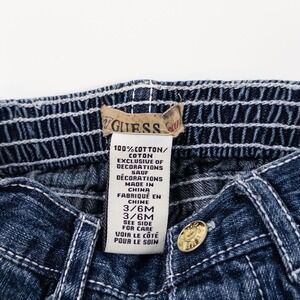 GUESS
100% COTTON/
COTON
EXCLUSIVE OF
DECORATIONS
SAUF
DÉCORATIONS
MADE IN
CHINA
FABRIQUÉ EN
CHINE
3/6M
3/6M
SEE SIDE
FOR CARE
VOIR LE CÔTÉ
POUR LE SOIN